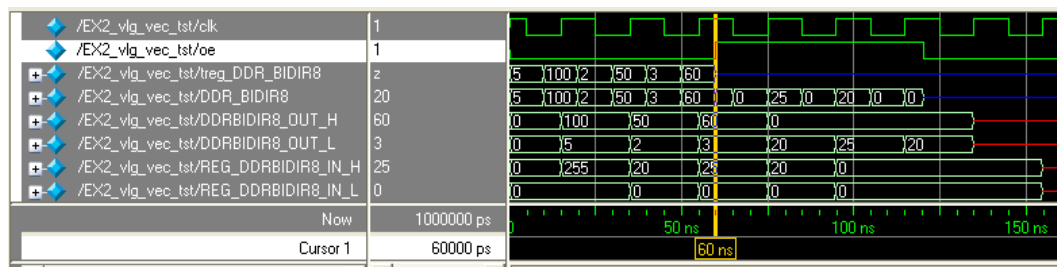 /EX2_vlg_vec_tst/clk 1
/EX2_vlg_vec_tst/oe 1
/EX2_vlg_vec_tst/treg_DDR_BIDIR8 z 5 100 2 50 3 60
/EX2_vlg_vec_tst/DDR_BIDIR8 20 5 100 2 50 3 60 0 25 0 20 0 0
/EX2_vlg_vec_tst/DDRBIDIR8_OUT_H 60 0 100 50 60 0
/EX2_vlg_vec_tst/DDRBIDIR8_OUT_L 3 0 5 2 3 20 25 20
/EX2_vlg_vec_tst/REG_DDRBIDIR8_IN_H 25 0 255 20 25 20 0
/EX2_vlg_vec_tst/REG_DDRBIDIR8_IN_L 0 0 0 0 0 0
Now 1000000 ps 50 ns 100 ns 150 ns
Cursor 1 60000 ps 60 ns